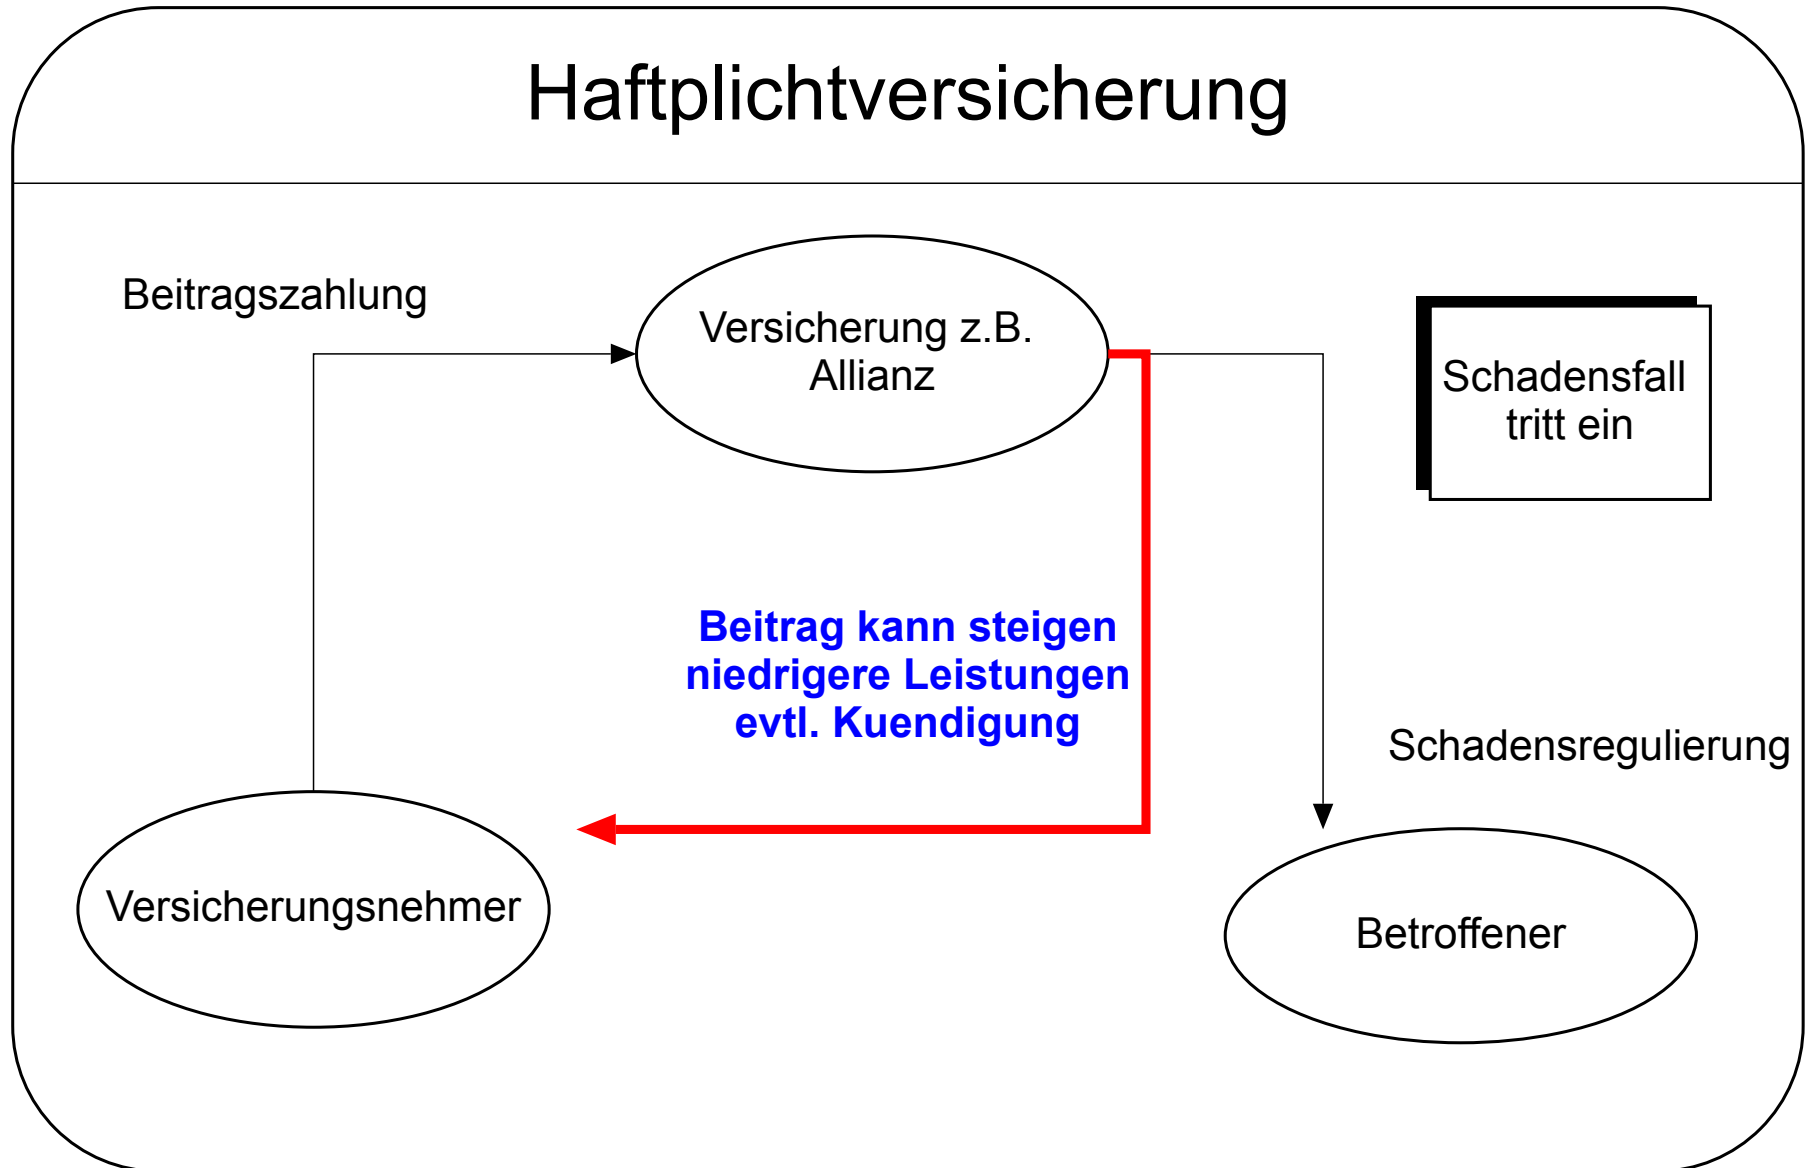 Haftplichtversicherung
Beitragszahlung
Versicherung z.B.
Allianz
Schadensfall
tritt ein
Beitrag kann steigen
niedrigere Leistungen
evtl. Kuendigung
Schadensregulierung
Versicherungsnehmer
Betroffener